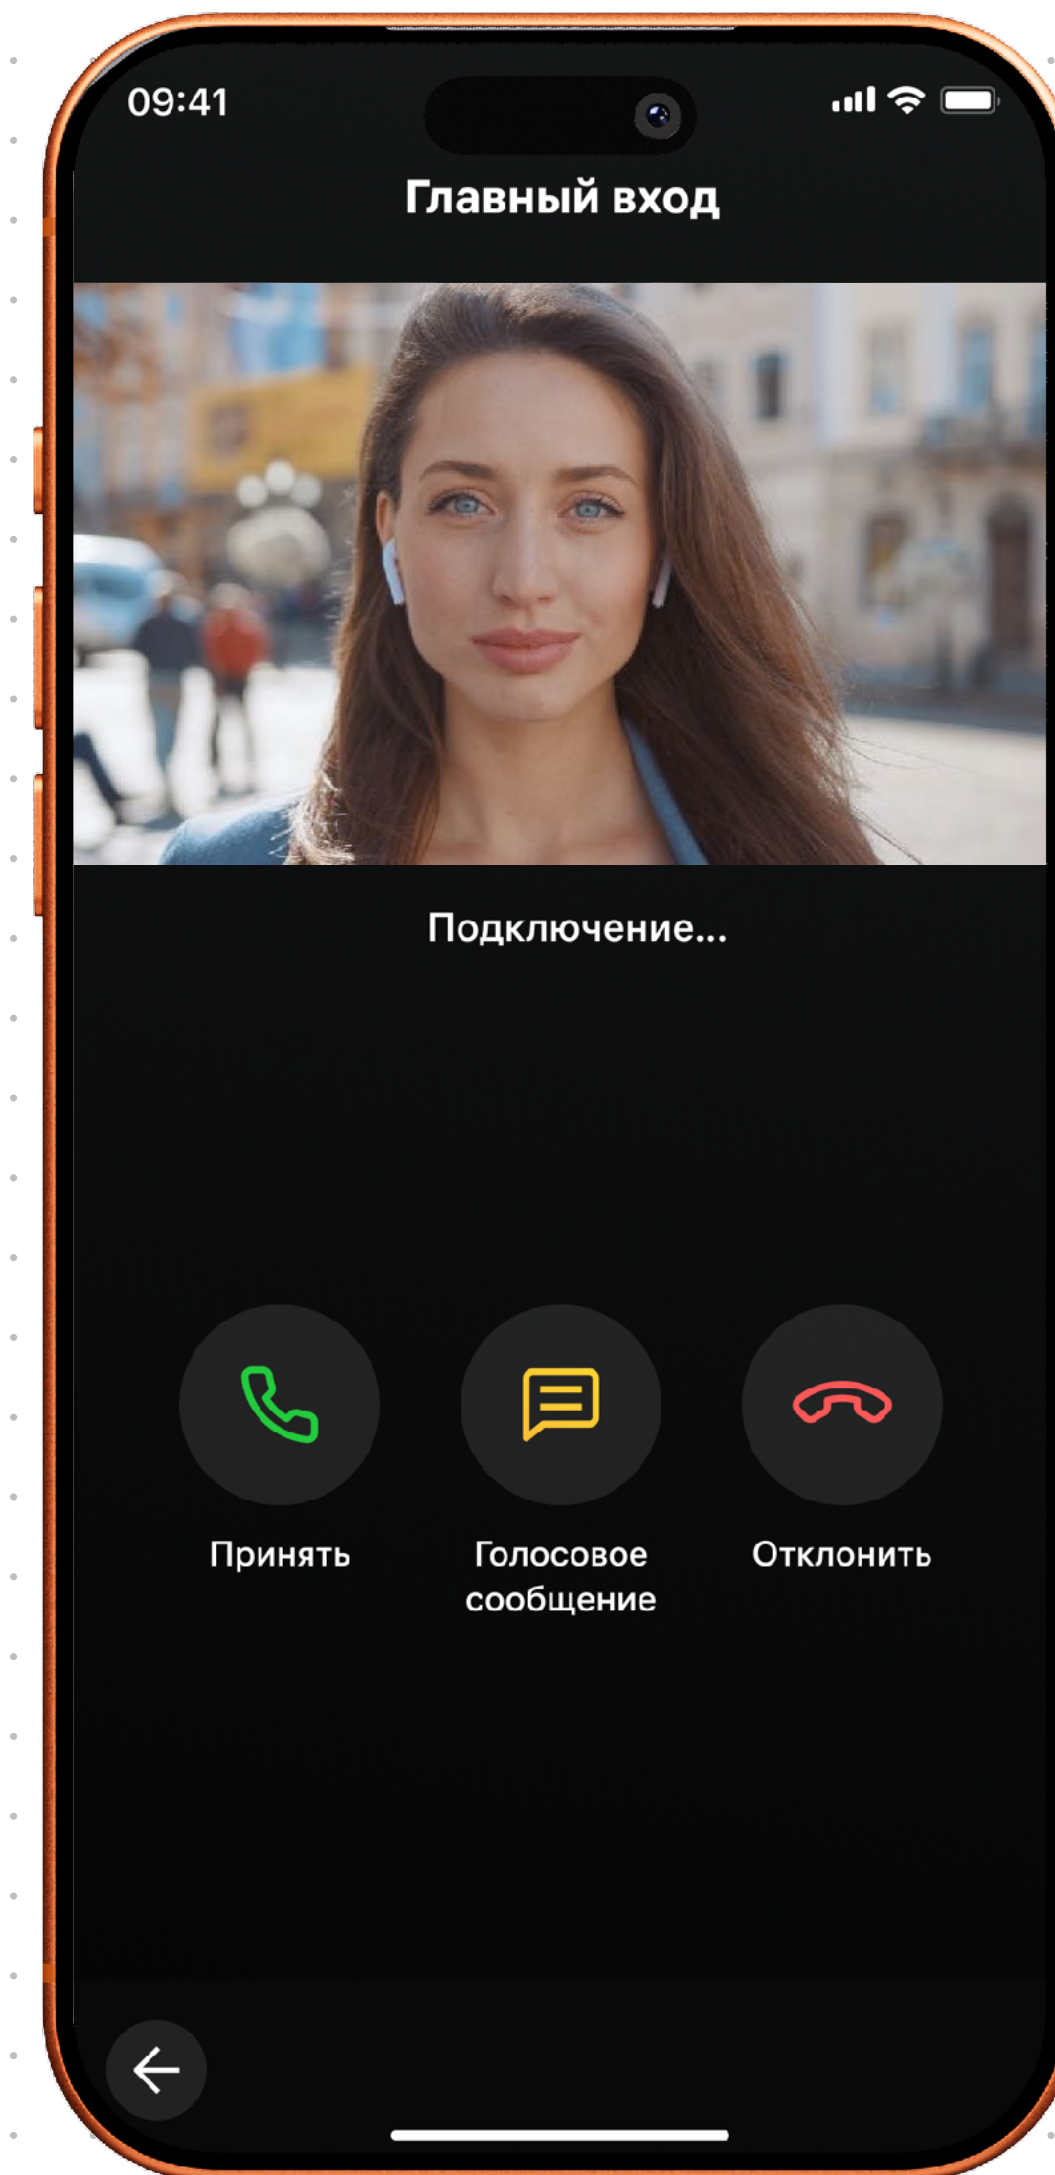 09:41
Главный вход
Подключение...
Принять
Голосовое
сообщение
Отклонить